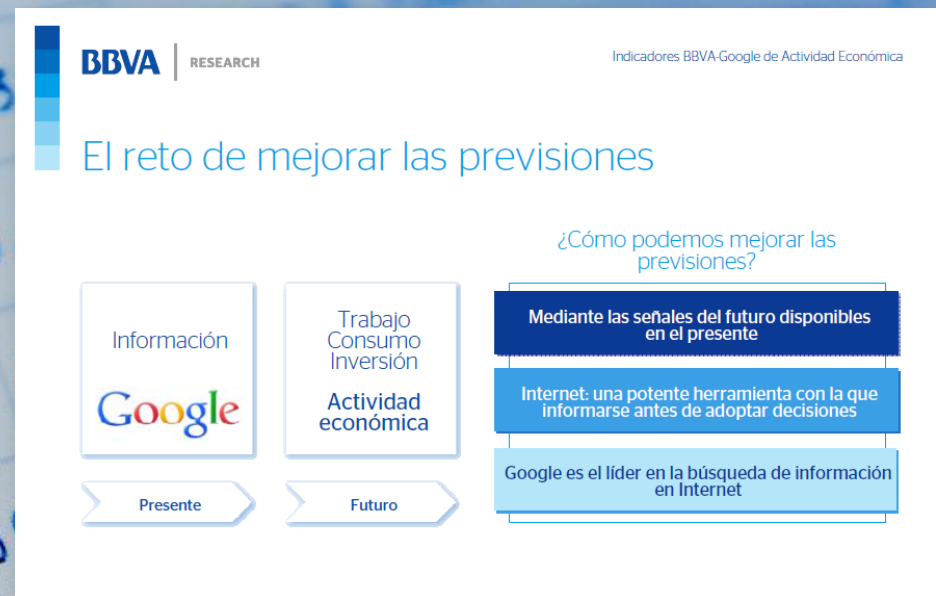 BBVA RESEARCH
Indicadores BBVA-Google de Actividad Económica
El reto de mejorar las previsiones
Información
Google
Presente
Trabajo
Consumo
Inversión
Actividad
económica
Futuro
¿Cómo podemos mejorar las
previsiones?
Mediante las señales del futuro disponibles
en el presente
Internet: una potente herramienta con la que
informarse antes de adoptar decisiones
Google es el líder en la búsqueda de información
en Internet